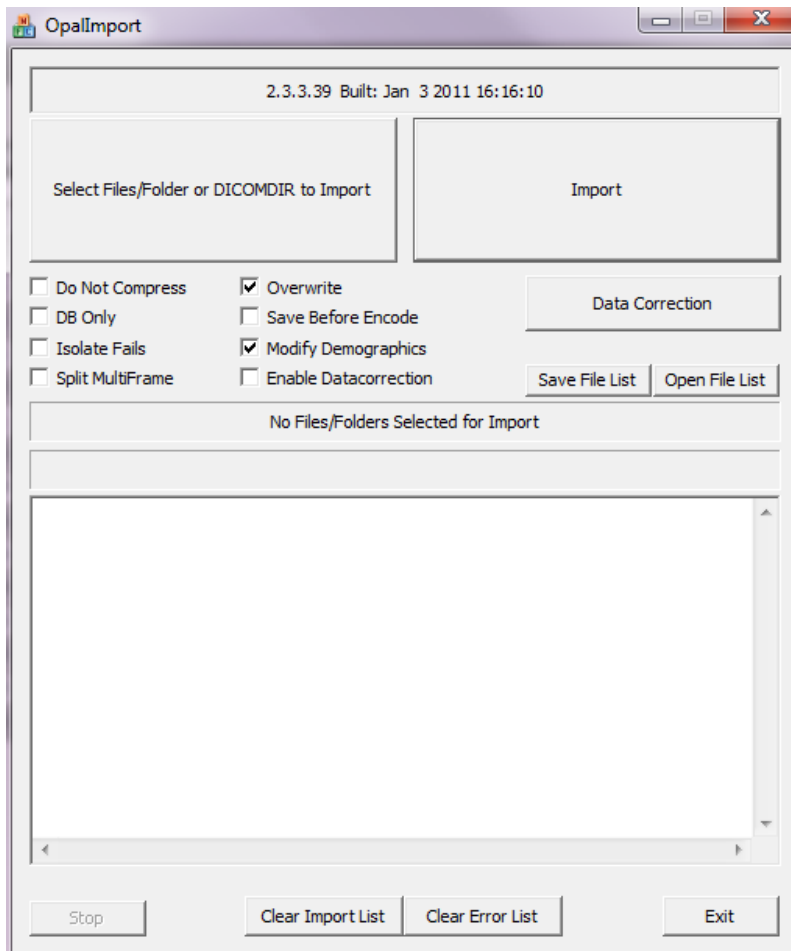 OpalImport
2.3.3.39 Built: Jan 3 2011 16:16:10
Select Files/Folder or DICOMDIR to Import
Import
Do Not Compress
Overwrite
Data Correction
DB Only
Save Before Encode
Isolate Fails
Modify Demographics
Split MultiFrame
Enable Datacorrection
Save File List
Open File List
No Files/Folders Selected for Import
Stop
Clear Import List
Clear Error List
Exit